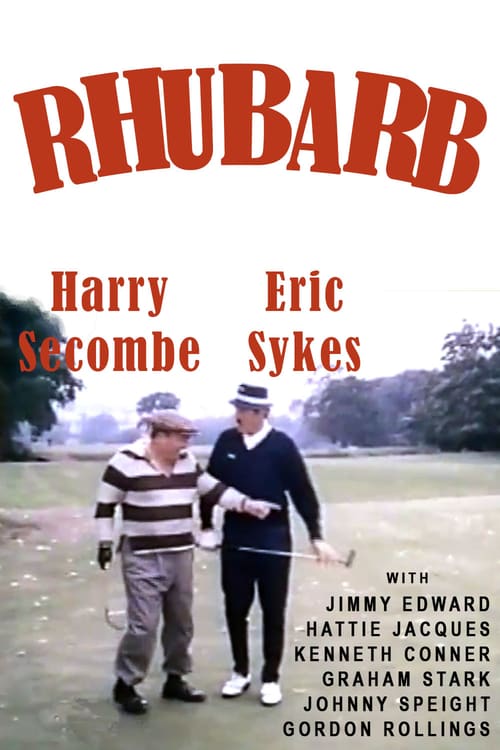 RHUBARB
Harry Eric
Secombe Sykes
WITH
JIMMY EDWARD
HATTIE JACQUES
KENNETH CONNER
GRAHAM STARK
JOHNNY SPEIGHT
GORDON ROLLINGS